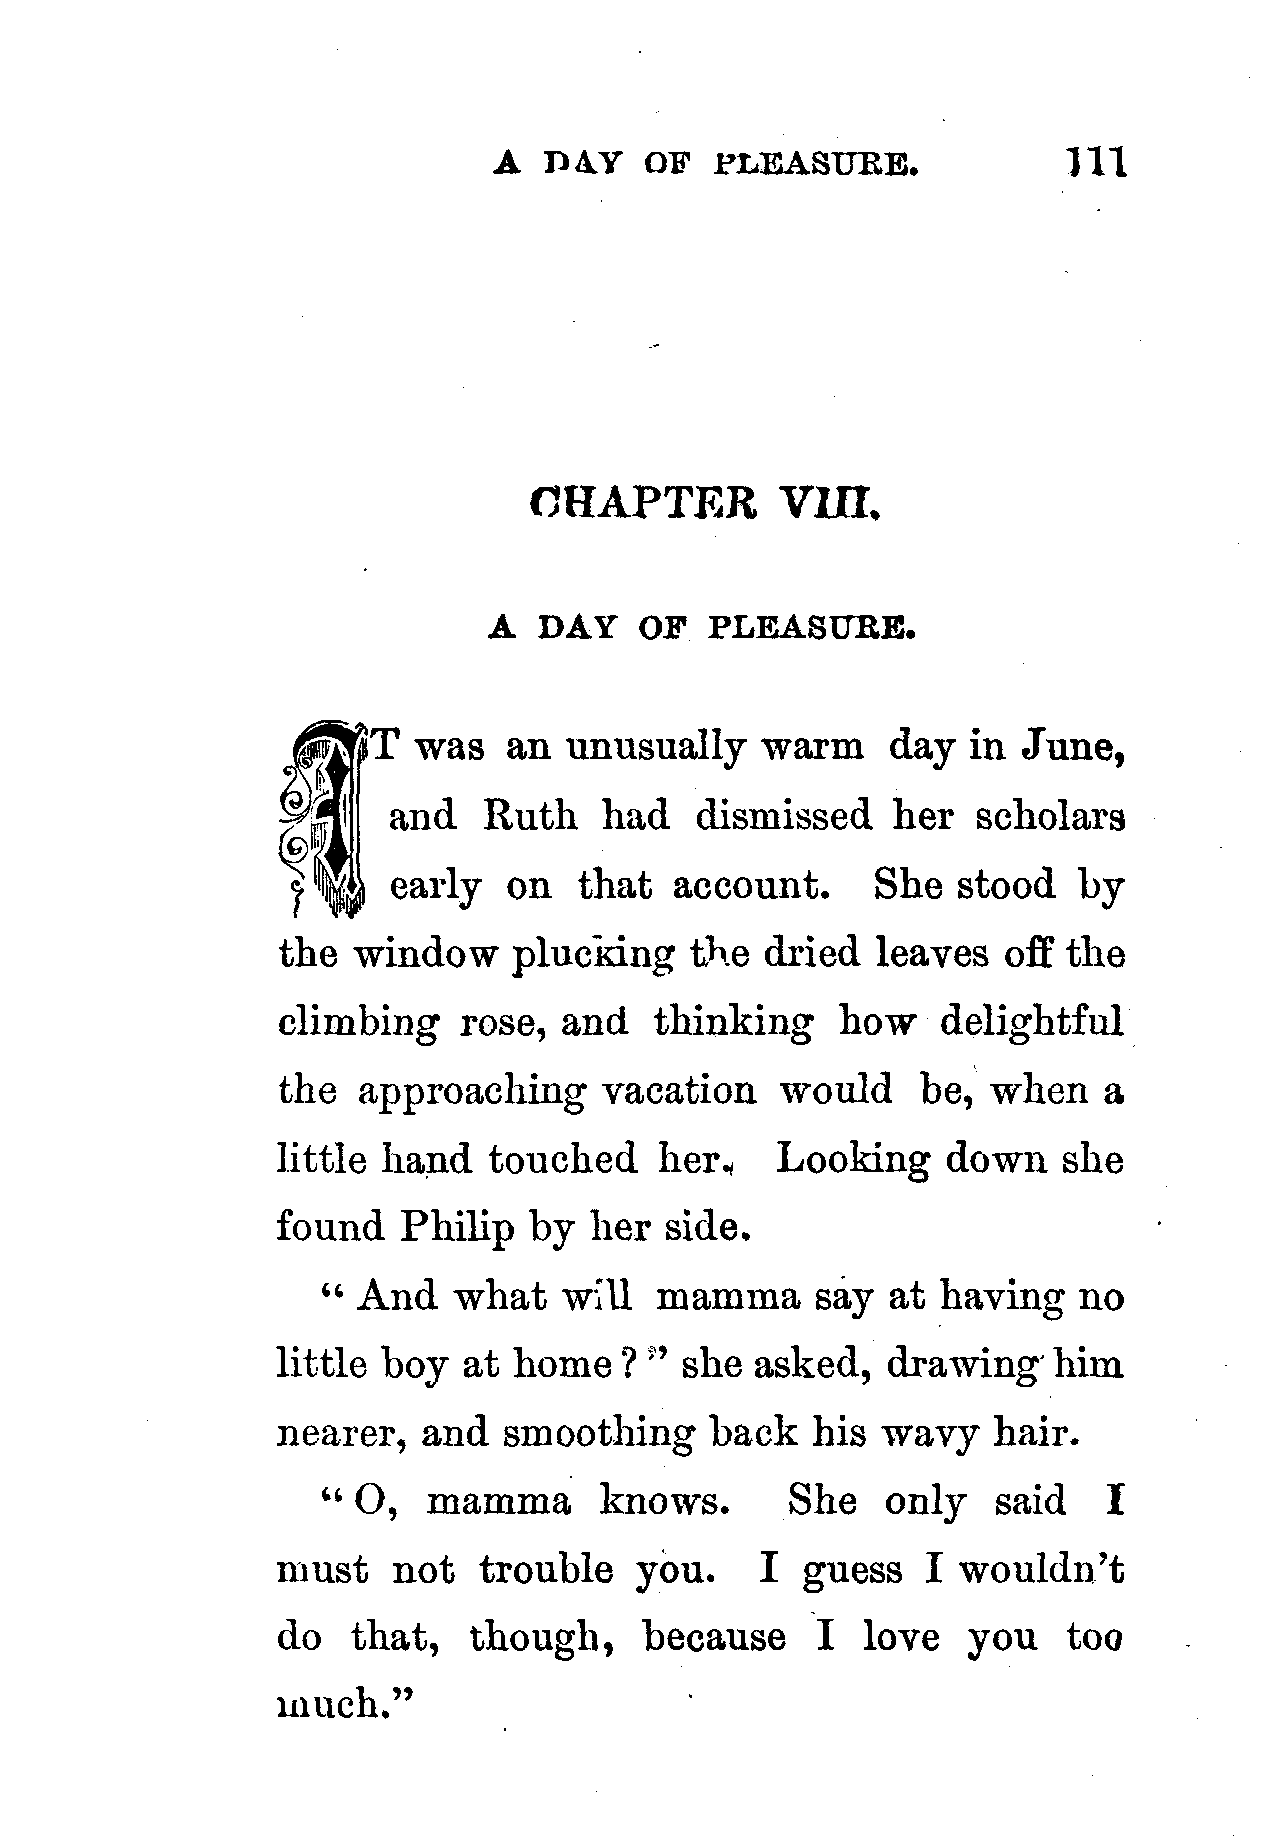 A DAY OF PLEASURE. 111
CHAPTER VIII.
A DAY OF PLEASURE.
IT was an unusually warm day in June,
and Ruth had dismissed her scholars
early on that account. She stood by
the window plucking the dried leaves off the
climbing rose, and thinking how delightful
the approaching vacation would be, when a
little hand touched her. Looking down she
found Philip by her side.
“ And what will mamma say at having no
little boy at home ? ” she asked, drawing him
nearer, and smoothing back his wavy hair.
“ O, mamma knows. She only said I
must not trouble you. I guess I wouldn’t
do that, though, because I love you too
much.”